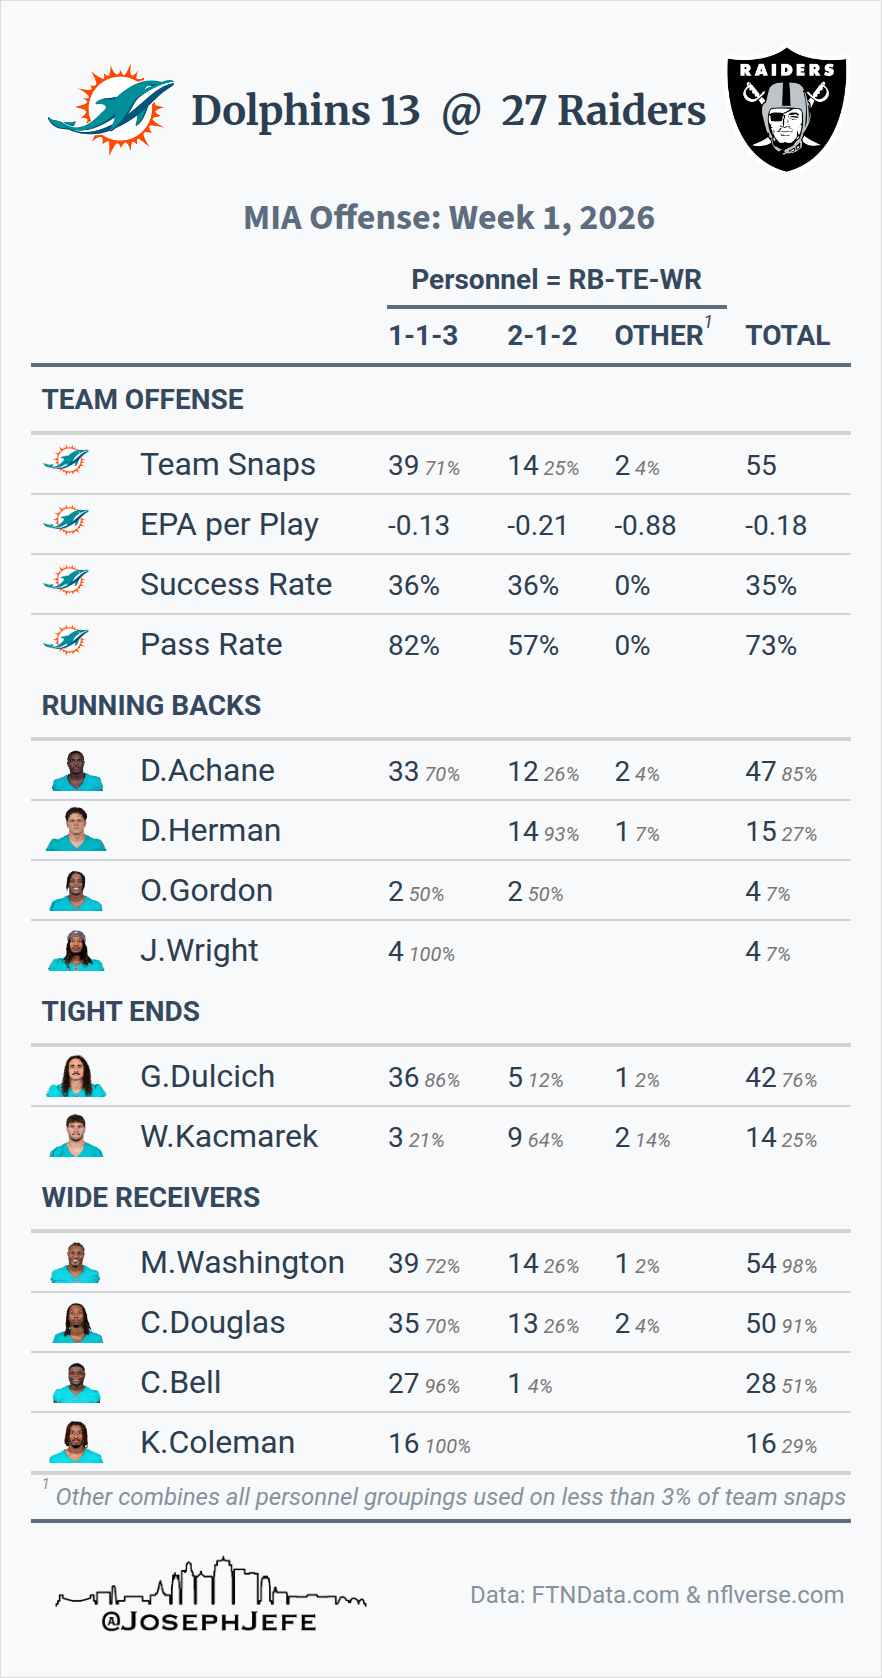 RAIDERS
Dolphins 13 @ 27 Raiders
MIA Offense: Week 1, 2026
Personnel = RB-TE-WR
1-1-3 2-1-2 OTHER1 TOTAL
TEAM OFFENSE
Team Snaps 39 71% 14 25% 2 4% 55
EPA per Play -0.13 -0.21 -0.88 -0.18
Success Rate 36% 36% 0% 35%
Pass Rate 82% 57% 0% 73%
RUNNING BACKS
D.Achane 33 70% 12 26% 2 4% 47 85%
D.Herman 14 93% 1 7% 15 27%
O.Gordon 2 50% 2 50% 4 7%
J.Wright 4 100% 4 7%
TIGHT ENDS
G.Dulcich 36 86% 5 12% 1 2% 42 76%
W.Kacmarek 3 21% 9 64% 2 14% 14 25%
WIDE RECEIVERS
M.Washington 39 72% 14 26% 1 2% 54 98%
C.Douglas 35 70% 13 26% 2 4% 50 91%
C.Bell 27 96% 1 4% 28 51%
K.Coleman 16 100% 16 29%
1 Other combines all personnel groupings used on less than 3% of team snaps
@JosephJefe
Data: FTNData.com & nflverse.com